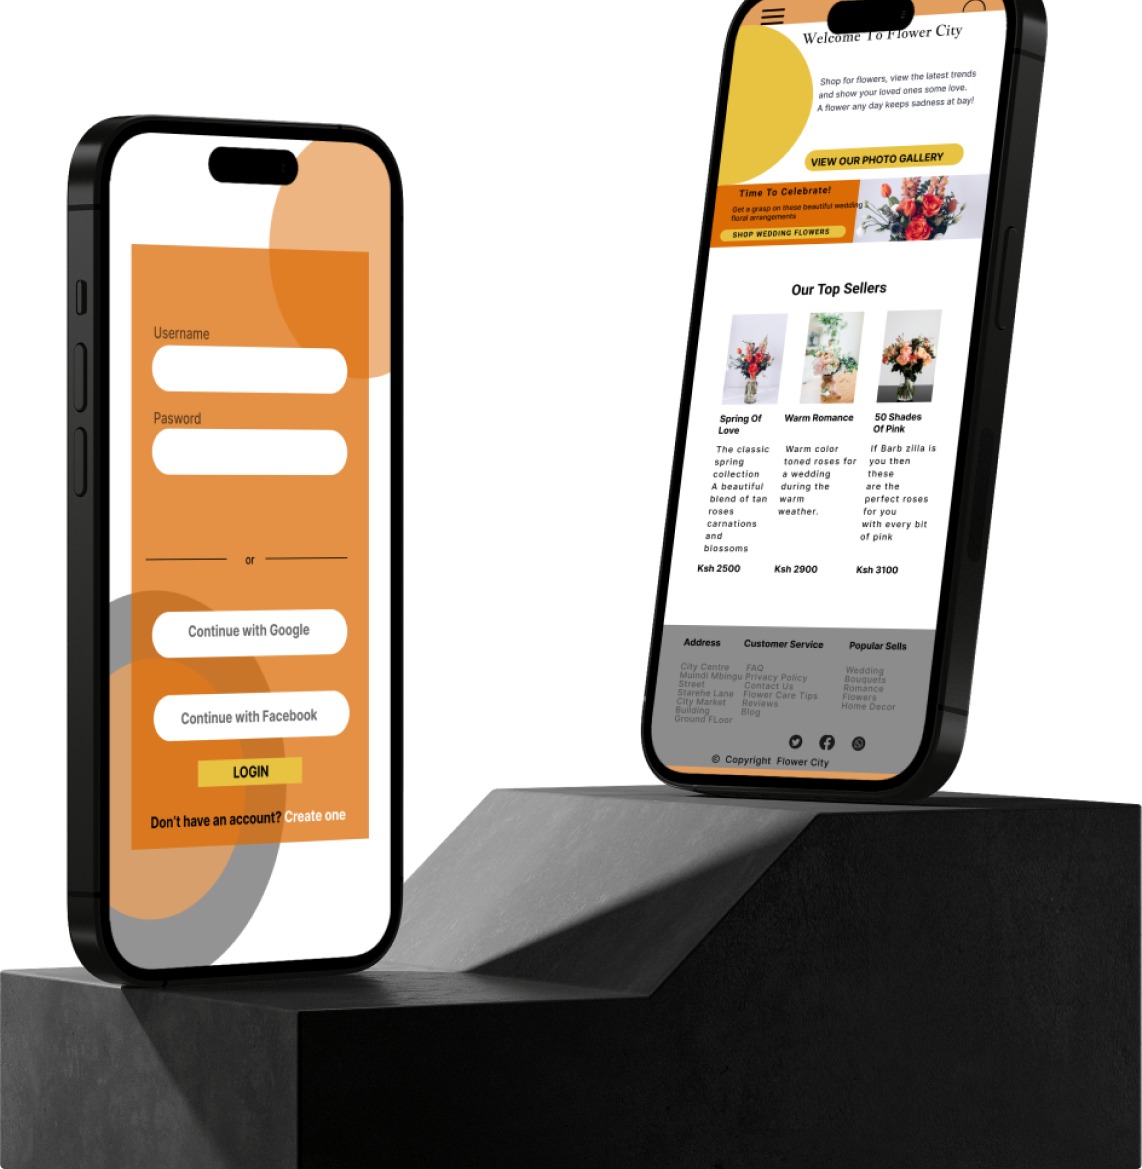 Username
Pasword
or
Continue with Google
Continue with Facebook
LOGIN
Don't have an account? Create one
Welcome To Flower City
Shop for flowers, view the latest trends
and show your loved ones some love.
A flower any day keeps sadness at bay!
VIEW OUR PHOTO GALLERY
Time To Celebrate!
Get a grasp on these beautiful wedding
floral arrangements
SHOP WEDDING FLOWERS
Our Top Sellers
Spring Of
Love
The classic
spring
collection
A beautiful
blend of tan
roses
carnations
and
blossoms
Ksh 2500
Warm Romance
Warm color
toned roses for
a wedding
during the
warm
weather.
Ksh 2900
50 Shades
Of Pink
If Barb zilla is
you then
these
are the
perfect roses
for you
with every bit
of pink
Ksh 3100
Address
City Centre
Muindi Mbingu
Street
Starehe Lane
City Market
Building
Ground FLoor
Customer Service
FAQ
Privacy Policy
Contact Us
Flower Care Tips
Reviews
Blog
Popular Sells
Wedding
Bouquets
Romance
Flowers
Home Decor
© Copyright Flower City